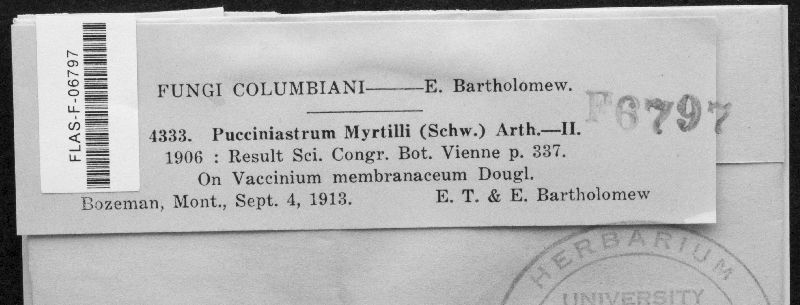 FLAS-F-06797
FUNGI COLUMBIANI——E. Bartholomew.
F6797
4333. Pucciniastrum Myrtilli (Schw.) Arth.—II.
1906 : Result Sci. Congr. Bot. Vienne p. 337.
On Vaccinium membranaceum Dougl.
Bozeman, Mont., Sept. 4, 1913. E. T. & E. Bartholomew
HERBARIUM
UNIVERSITY